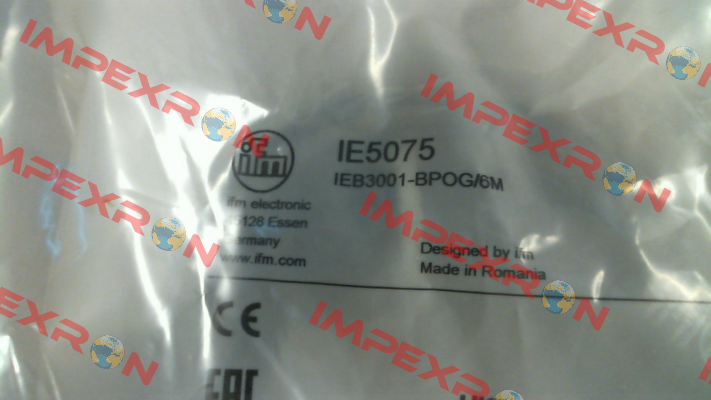 IMPEXRON
IMPEXRON
IMPEXRON
ifm
IE5075
IEB3001-BPOG/6M
ifm electronic
Essen
www.ifm.com
Designed by ifm
Made in Romania
IMPEXRON
IMPEXRON
IMPEXRON
CE
EAC